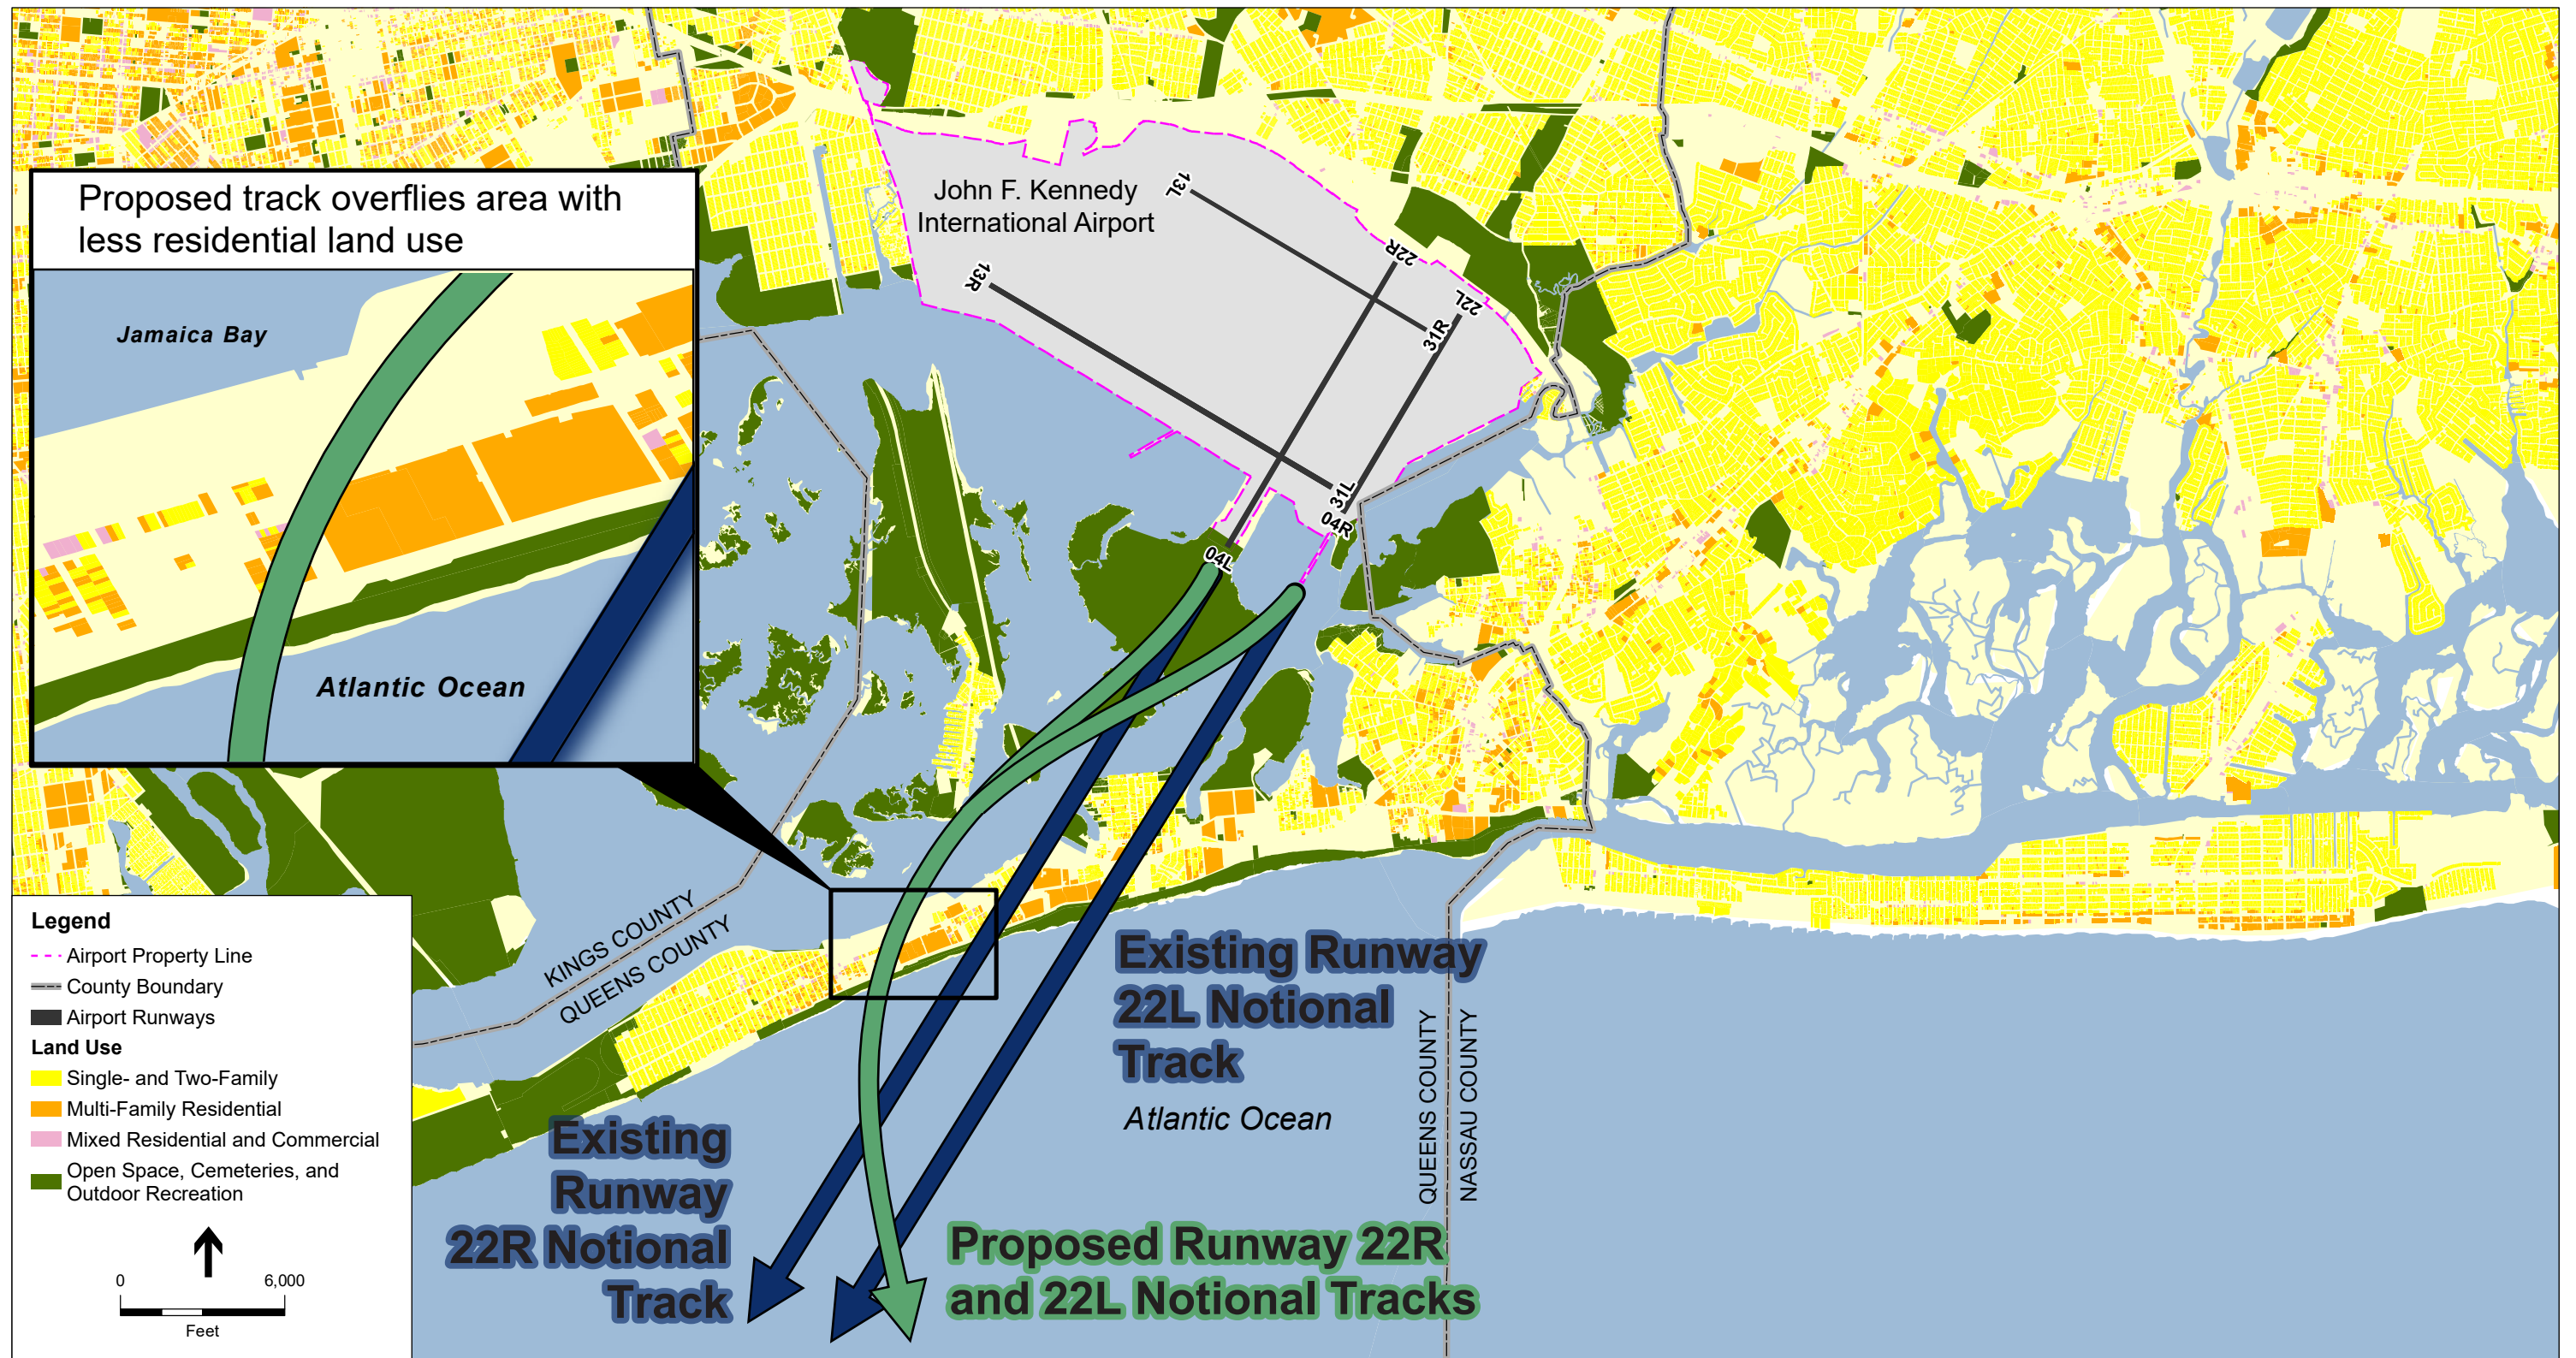 Proposed track overflies area with
less residential land use
Jamaica Bay
Atlantic Ocean
John F. Kennedy
International Airport
13L
13R
22R
22L
31R
31L
04R
04L
KINGS COUNTY
QUEENS COUNTY
Existing Runway
22L Notional
Track
Atlantic Ocean
QUEENS COUNTY
NASSAU COUNTY
Existing
Runway
22R Notional
Track
Proposed Runway 22R
and 22L Notional Tracks
Legend
Airport Property Line
County Boundary
Airport Runways
Land Use
Single- and Two-Family
Multi-Family Residential
Mixed Residential and Commercial
Open Space, Cemeteries, and
Outdoor Recreation
0 6,000
Feet